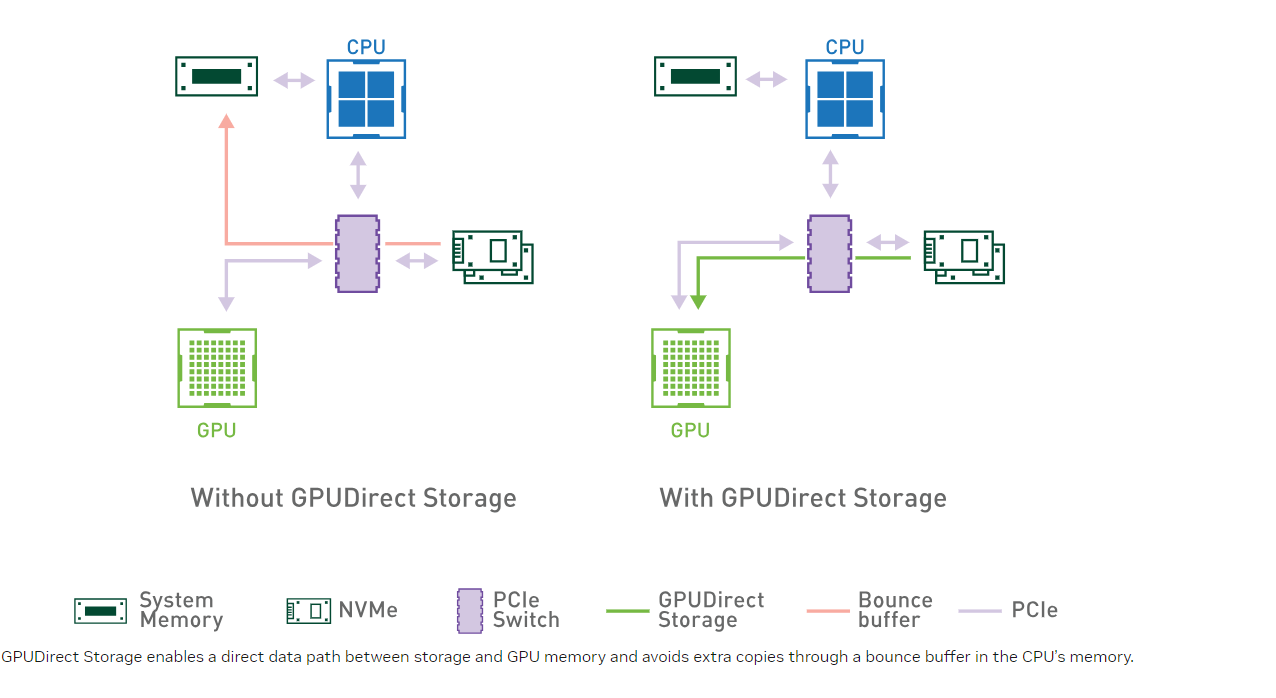 CPU
CPU
GPU
GPU
Without GPUDirect Storage
With GPUDirect Storage
System
Memory
NVMe
PCIe
Switch
GPUDirect
Storage
Bounce
buffer
PCIe
GPUDirect Storage enables a direct data path between storage and GPU memory and avoids extra copies through a bounce buffer in the CPU’s memory.